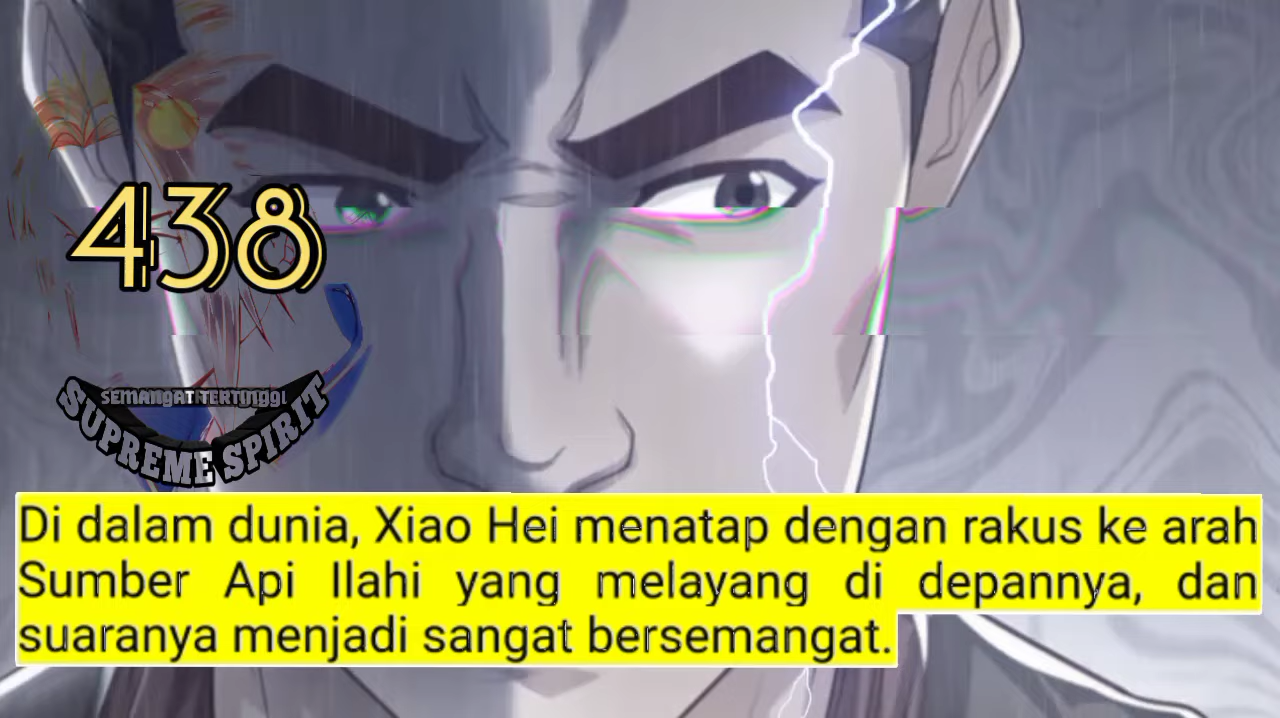 438
SEMANGAT TERTINGGI
SUPREME SPIRIT
Di dalam dunia, Xiao Hei menatap dengan rakus ke arah
Sumber Api Ilahi yang melayang di depannya, dan
suaranya menjadi sangat bersemangat.